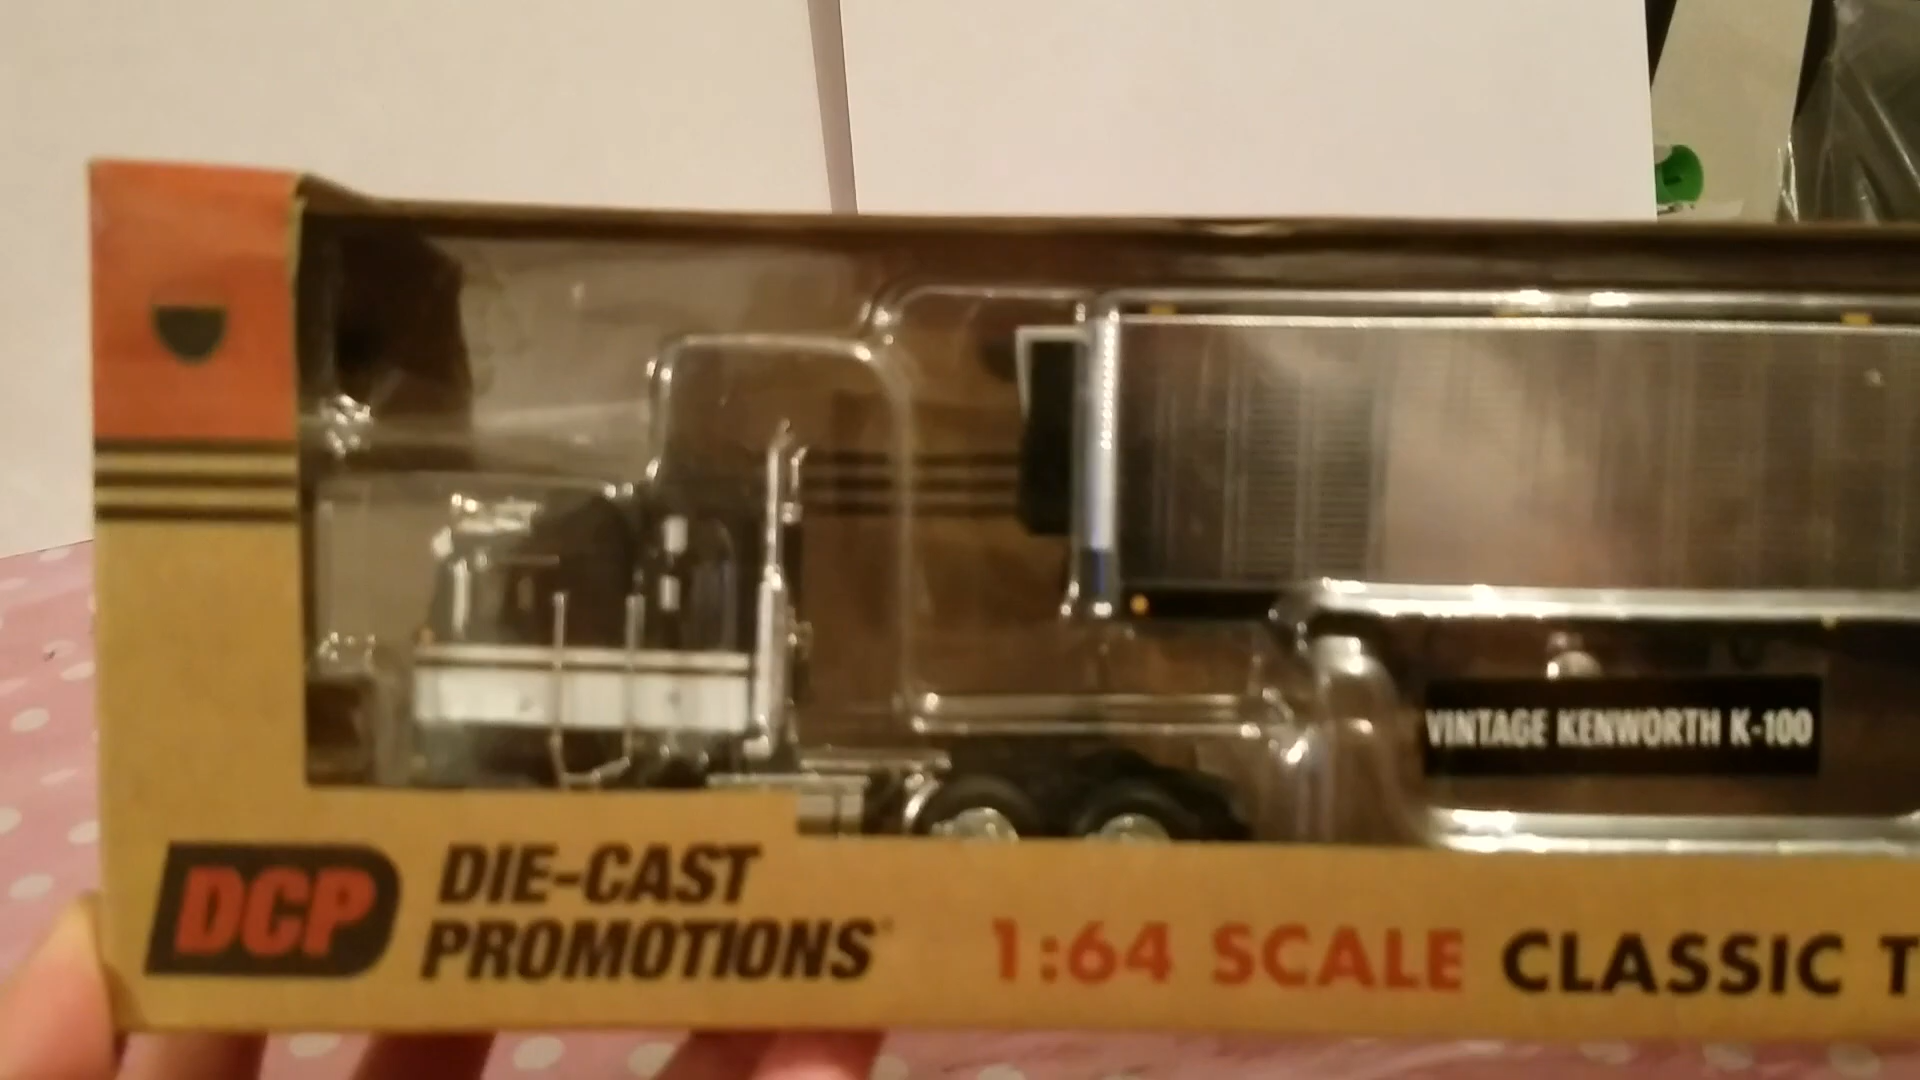 VINTAGE KENWORTH K-100
DCP
DIE-CAST
PROMOTIONS
1:64 SCALE CLASSIC T